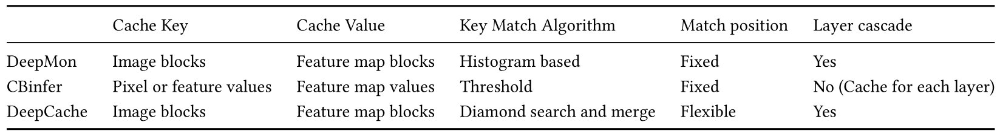 Cache Key Cache Value Key Match Algorithm Match position Layer cascade
DeepMon Image blocks Feature map blocks Histogram based Fixed Yes
CBinfer Pixel or feature values Feature map values Threshold Fixed No (Cache for each layer)
DeepCache Image blocks Feature map blocks Diamond search and merge Flexible Yes